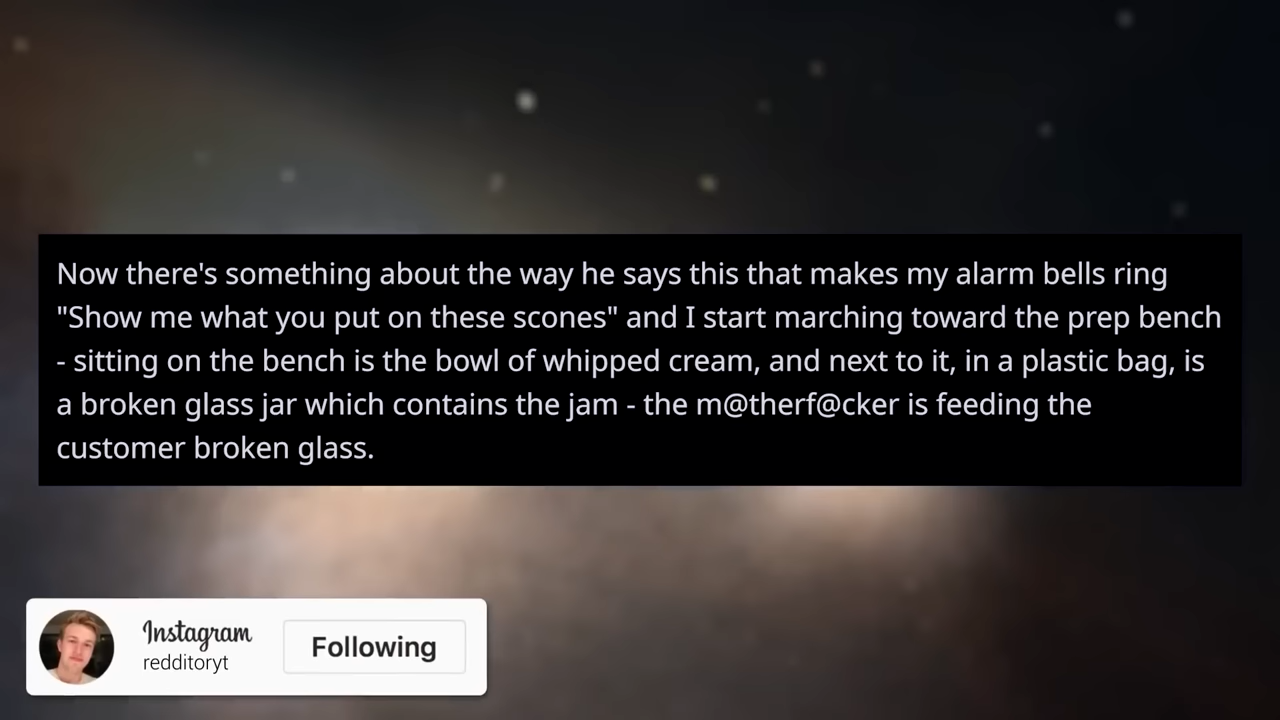 Now there's something about the way he says this that makes my alarm bells ring
"Show me what you put on these scones" and I start marching toward the prep bench
- sitting on the bench is the bowl of whipped cream, and next to it, in a plastic bag, is
a broken glass jar which contains the jam - the m@therf@cker is feeding the
customer broken glass.
Instagram
redditoryt
Following